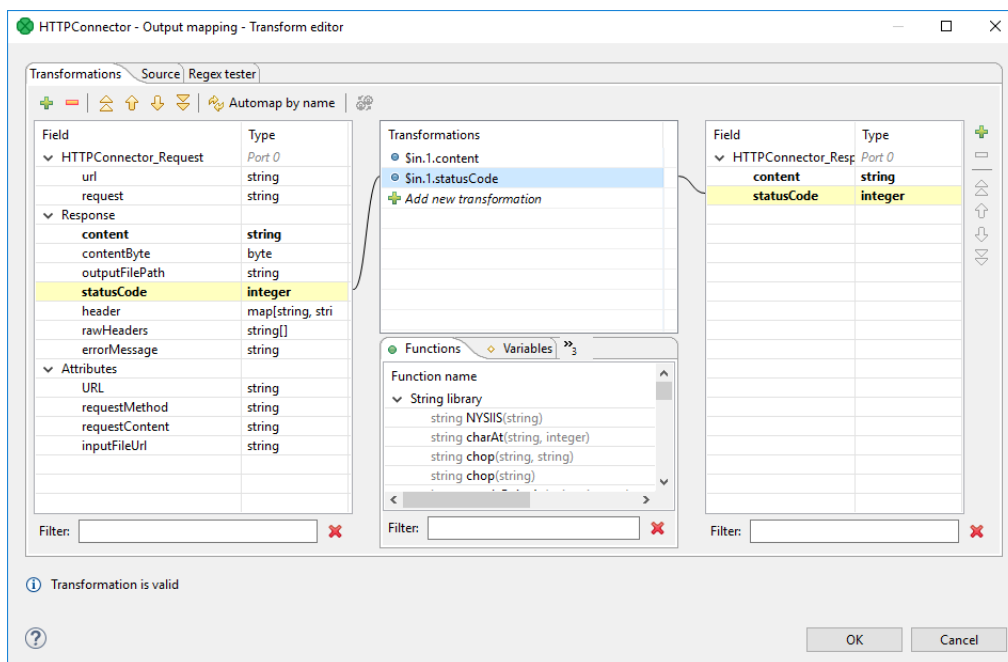 HTTPConnector - Output mapping - Transform editor
Transformations Source Regex tester
Automap by name
Field Type
HTTPConnector_Request Port 0
url string
request string
Response
content string
contentByte byte
outputFilePath string
statusCode integer
header map[string, stri
rawHeaders string[]
errorMessage string
Attributes
URL string
requestMethod string
requestContent string
inputFileUrl string
Filter:
Transformations
$in.1.content
$in.1.statusCode
Add new transformation
Functions Variables »3
Function name
String library
string NYSIIS(string)
string charAt(string, integer)
string chop(string, string)
string chop(string)
Filter:
Field Type
HTTPConnector_Resp Port 0
content string
statusCode integer
Filter:
Transformation is valid
?
OK Cancel